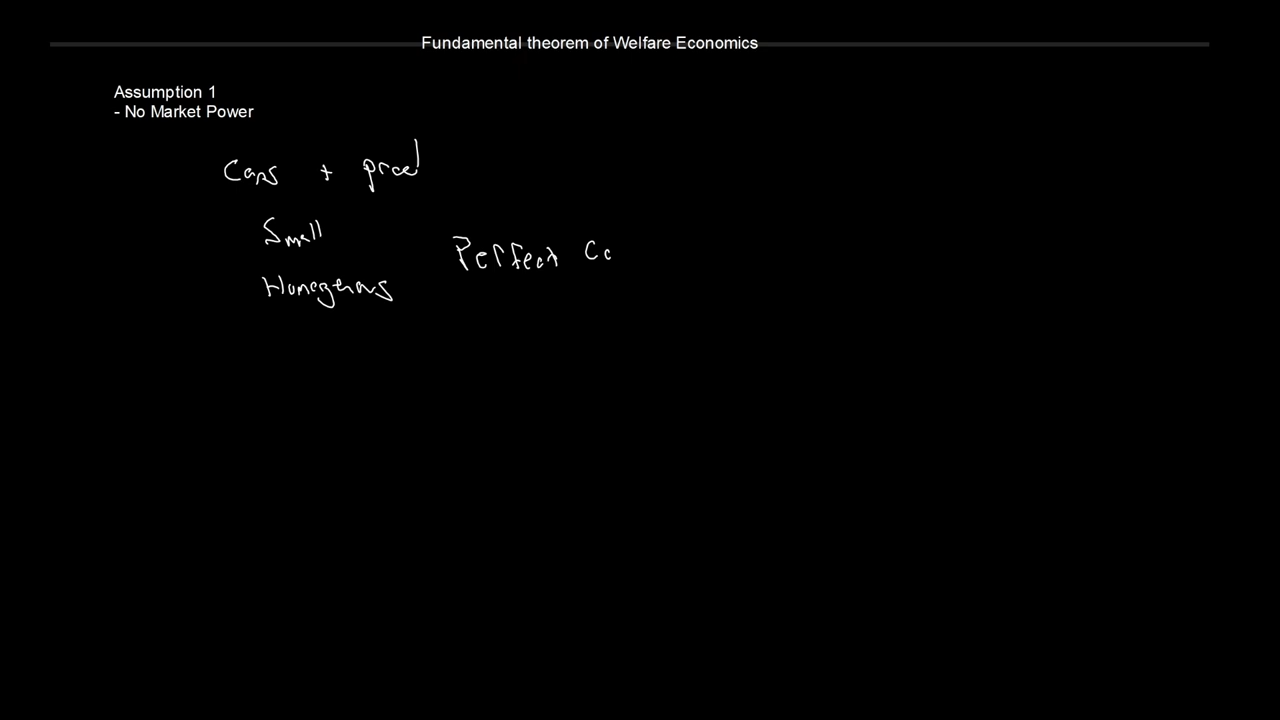 Fundamental theorem of Welfare Economics
Assumption 1
- No Market Power
Cons + prod
Small
Perfect Co
Homogenous